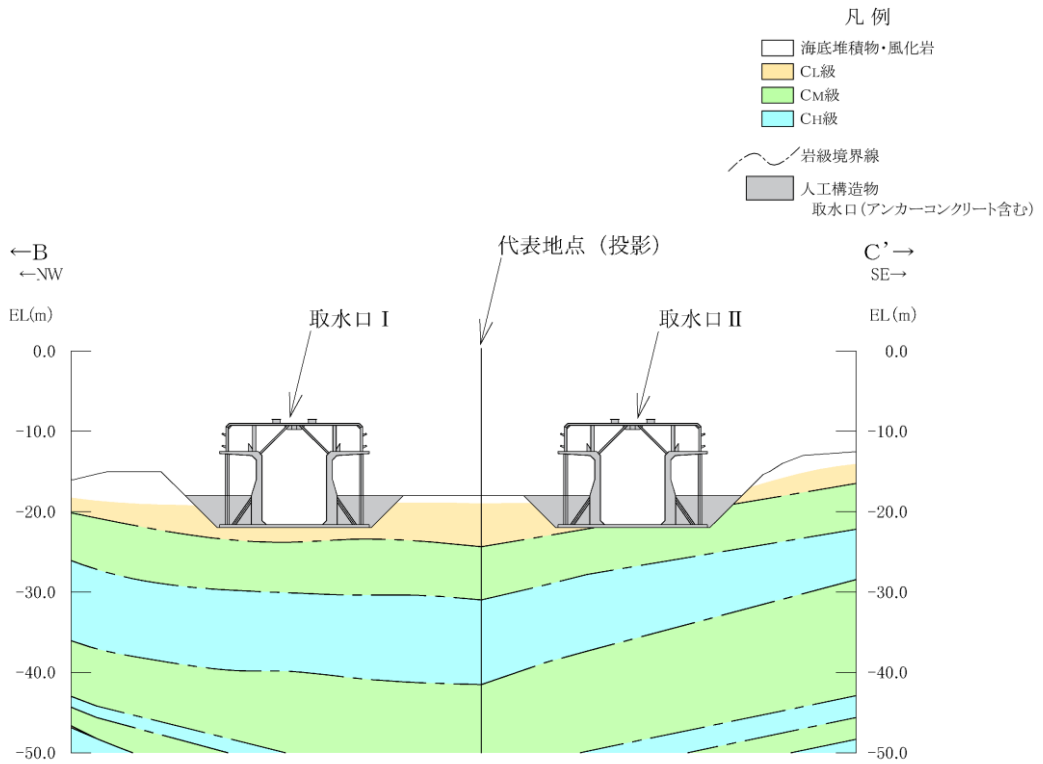 凡 例
海底堆積物・風化岩
CL級
CM級
CH級
岩級境界線
人工構造物
取水口(アンカーコンクリート含む)
←B
←NW
代表地点（投影）
C’→
SE→
EL(m)
取水口 I
取水口 II
EL(m)
0.0
0.0
-10.0
-10.0
-20.0
-20.0
-30.0
-30.0
-40.0
-40.0
-50.0
-50.0